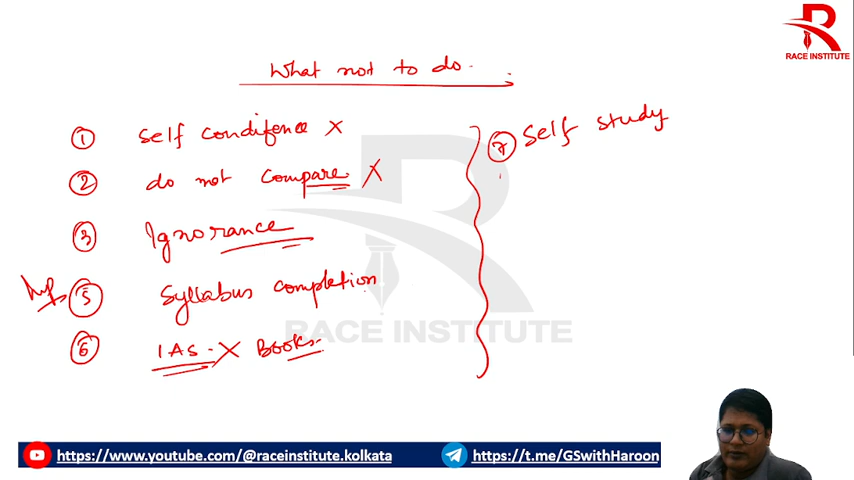 RACE INSTITUTE
What not to do.
1 Self condifence X
2 do not compare X
3 Ignorance
Imp 5 Syllabus completion
6 IAS. X Books.
7 Self study
RACE INSTITUTE
https://www.youtube.com/@raceinstitute.kolkata
https://t.me/GSwithHaroon